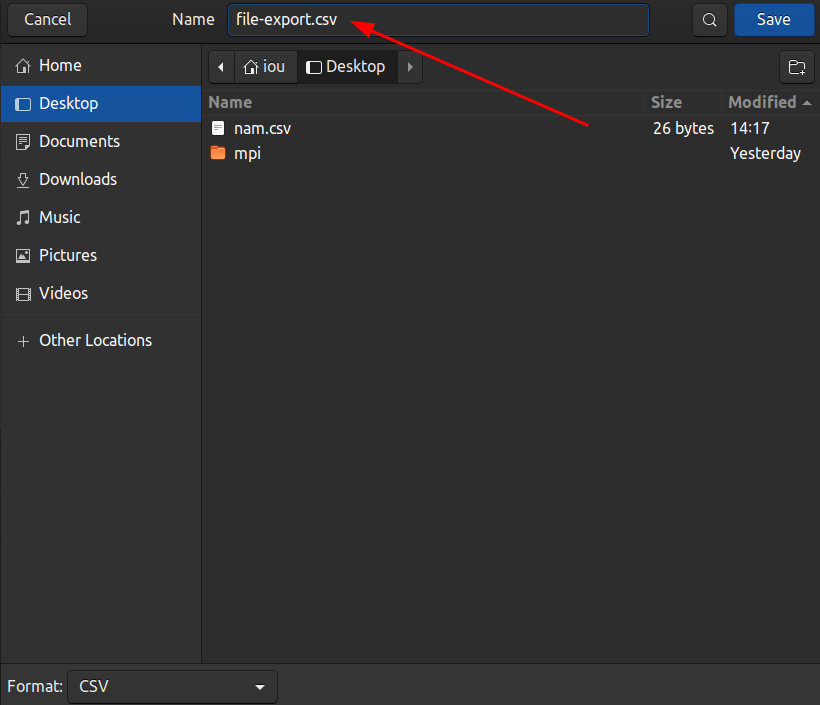 Cancel Name file-export.csv Save
Home
Desktop
Documents
Downloads
Music
Pictures
Videos
Other Locations
iou Desktop
Name Size Modified
nam.csv 26 bytes 14:17
mpi Yesterday
Format: CSV